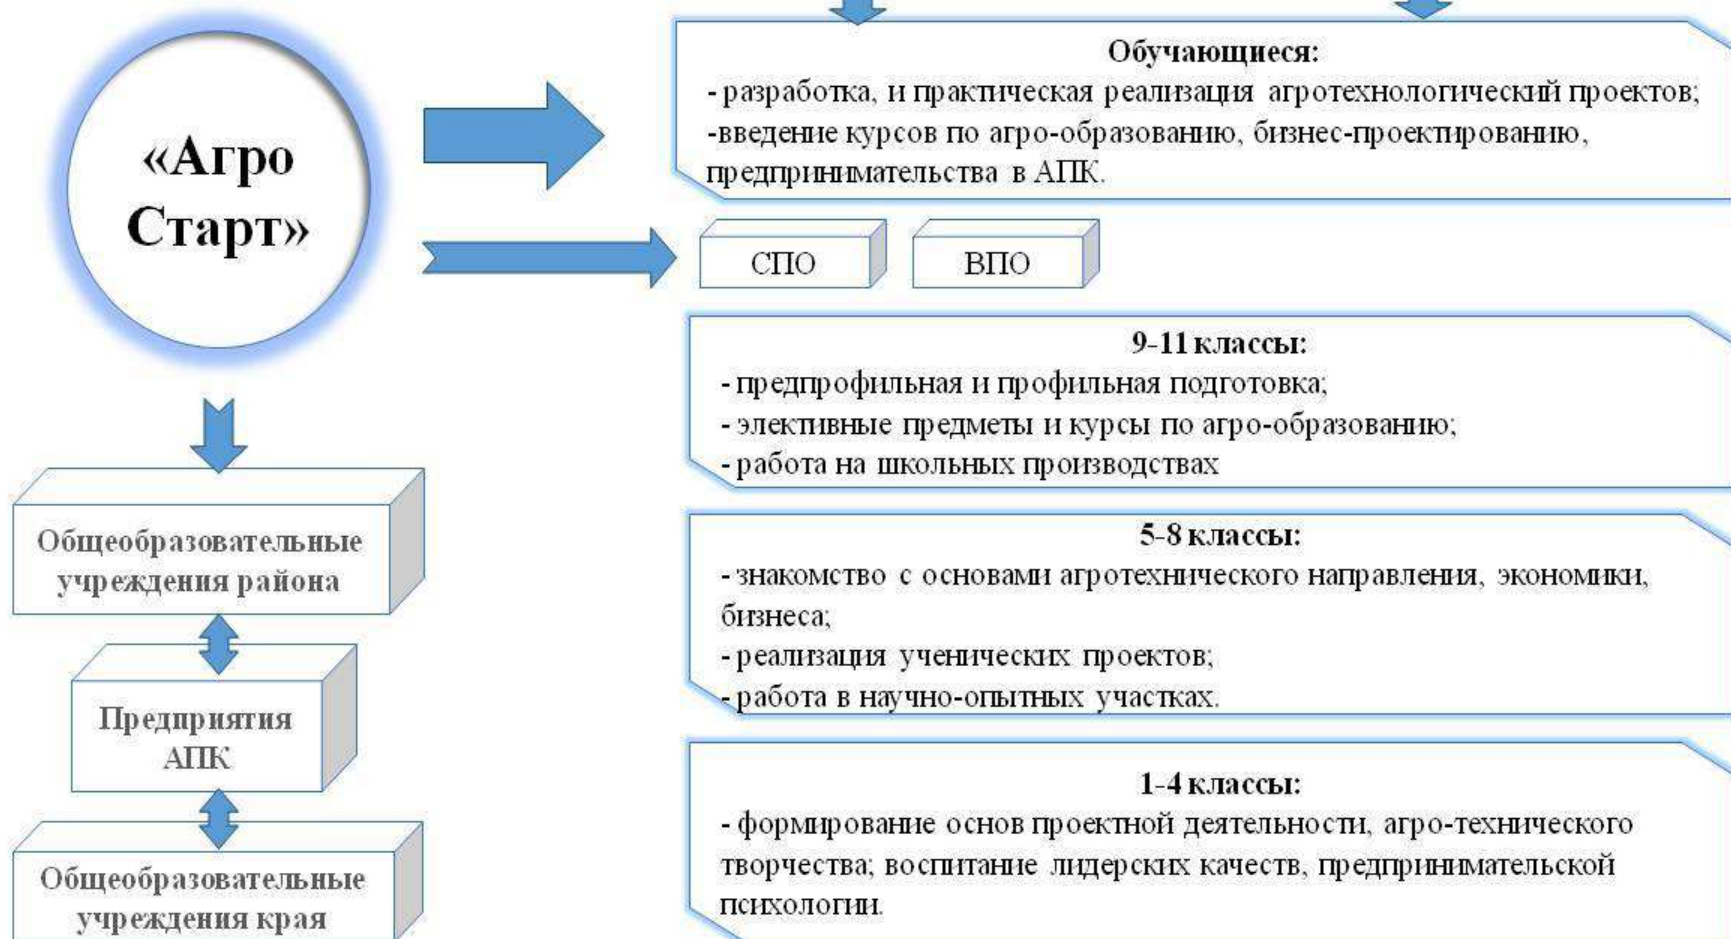 «Агро
Старт»
Обучающиеся:
- разработка, и практическая реализация агротехнологический проектов;
-введение курсов по агро-образованию, бизнес-проектированию,
предпринимательства в АПК.
СПО
ВПО
9-11 классы:
- предпрофильная и профильная подготовка;
- элективные предметы и курсы по агро-образованию;
- работа на школьных производствах
5-8 классы:
- знакомство с основами агротехнического направления, экономики,
бизнеса;
- реализация ученических проектов;
- работа в научно-опытных участках.
1-4 классы:
- формирование основ проектной деятельности, агро-технического
творчества; воспитание лидерских качеств, предпринимательской
психологии.
Общеобразовательные
учреждения района
Предприятия
АПК
Общеобразовательные
учреждения края